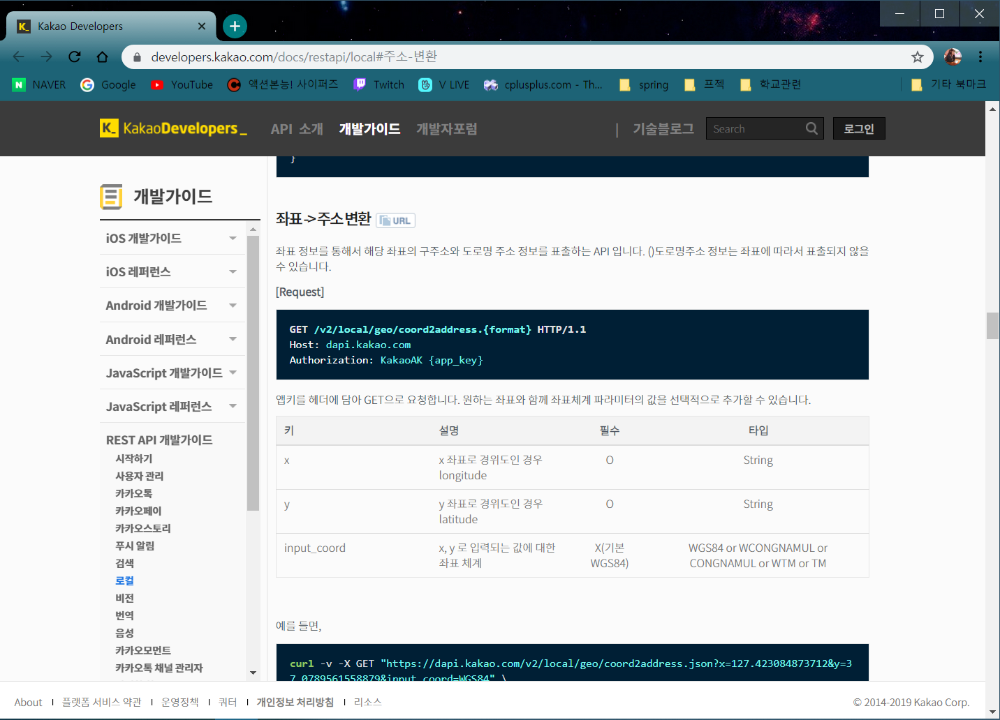 Kakao Developers
developers.kakao.com/docs/restapi/local#주소-변환
NAVER Google YouTube 액션본능! 사이퍼즈 Twitch V LIVE cplusplus.com - Th... spring 프젝 학교관련 기타 북마크
K_ KakaoDevelopers_ API 소개 개발가이드 개발자포럼 | 기술블로그 Search 로그인
}
개발가이드
iOS 개발가이드
iOS 레퍼런스
Android 개발가이드
Android 레퍼런스
JavaScript 개발가이드
JavaScript 레퍼런스
REST API 개발가이드
시작하기
사용자 관리
카카오톡
카카오페이
카카오스토리
푸시 알림
검색
로컬
비전
번역
음성
카카오모먼트
카카오톡 채널 관리자
좌표 -> 주소 변환 URL
좌표 정보를 통해서 해당 좌표의 구주소와 도로명 주소 정보를 표출하는 API 입니다. ()도로명주소 정보는 좌표에 따라서 표출되지 않을
수 있습니다.
[Request]
GET /v2/local/geo/coord2address.{format} HTTP/1.1
Host: dapi.kakao.com
Authorization: KakaoAK {app_key}
앱키를 헤더에 담아 GET으로 요청합니다. 원하는 좌표와 함께 좌표체계 파라미터의 값을 선택적으로 추가할 수 있습니다.
키 설명 필수 타입
x x 좌표로 경위도인 경우 O String
longitude
y y 좌표로 경위도인 경우 O String
latitude
input_coord x, y 로 입력되는 값에 대한 X(기본 WGS84 or WCONGNAMUL or
좌표 체계 WGS84) CONGNAMUL or WTM or TM
예를 들면,
curl -v -X GET "https://dapi.kakao.com/v2/local/geo/coord2address.json?x=127.423084873712&y=3
7.0789561558879&input_coord=WGS84" \
About 플랫폼 서비스 약관 운영정책 쿼터 개인정보 처리방침 리소스 © 2014-2019 Kakao Corp.